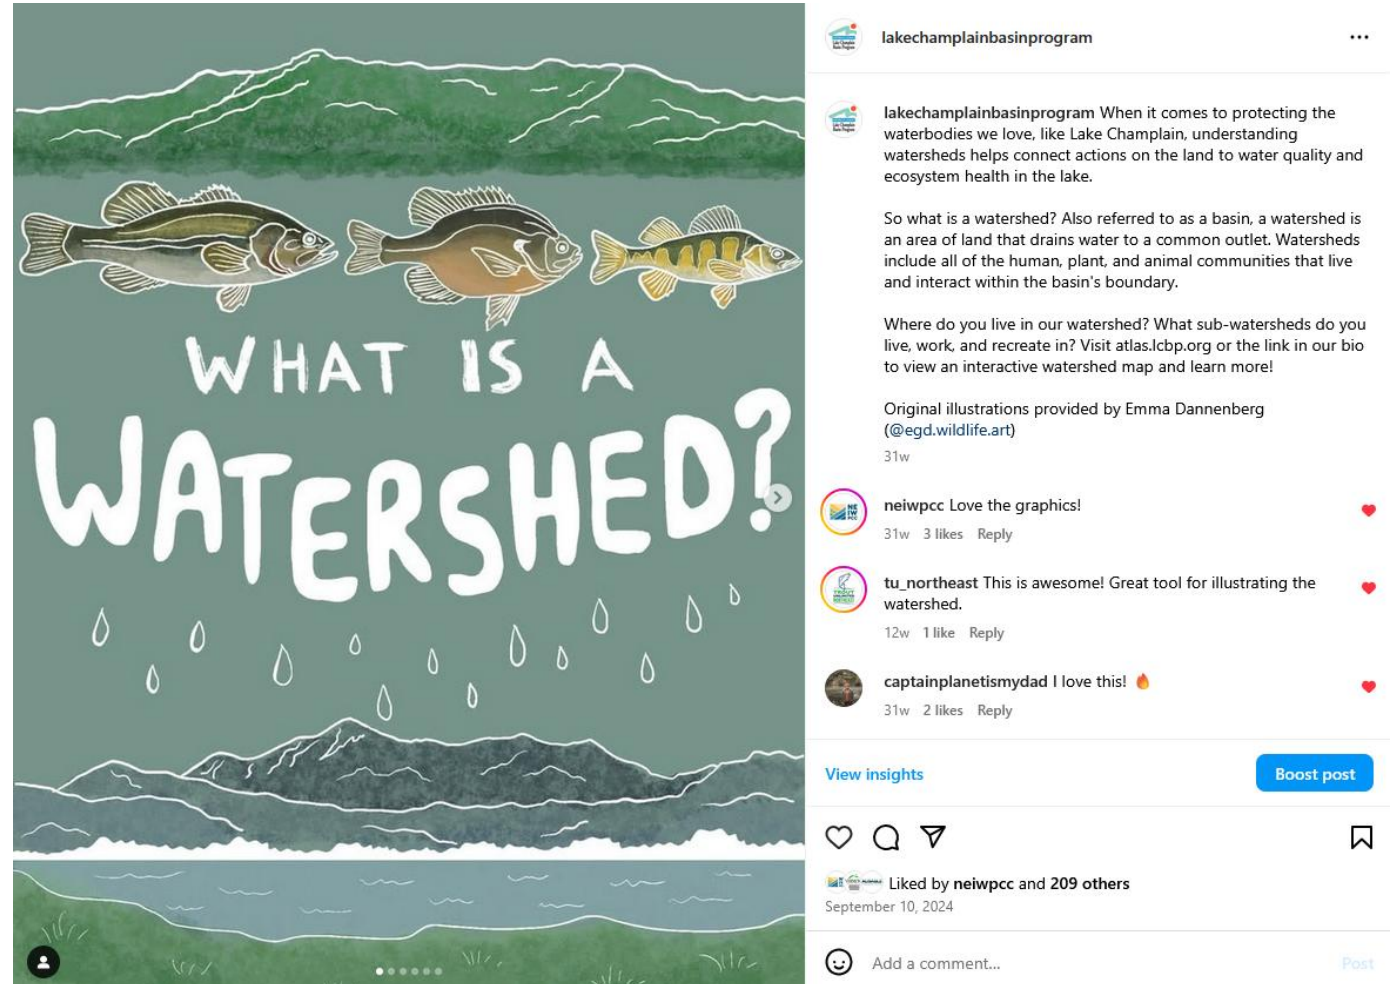 WHAT IS A
WATERSHED?
lakechamplainbasinprogram
lakechamplainbasinprogram When it comes to protecting the
waterbodies we love, like Lake Champlain, understanding
watersheds helps connect actions on the land to water quality and
ecosystem health in the lake.
So what is a watershed? Also referred to as a basin, a watershed is
an area of land that drains water to a common outlet. Watersheds
include all of the human, plant, and animal communities that live
and interact within the basin's boundary.
Where do you live in our watershed? What sub-watersheds do you
live, work, and recreate in? Visit atlas.lcbp.org or the link in our bio
to view an interactive watershed map and learn more!
Original illustrations provided by Emma Dannenberg
(@egd.wildlife.art)
31w
NE
IW
PCC
neiwpcc Love the graphics!
31w 3 likes Reply
tu_northeast This is awesome! Great tool for illustrating the
watershed.
12w 1 like Reply
captainplanetismydad I love this! 🔥
31w 2 likes Reply
View insights
Boost post
Liked by neiwpcc and 209 others
September 10, 2024
Add a comment...
Post